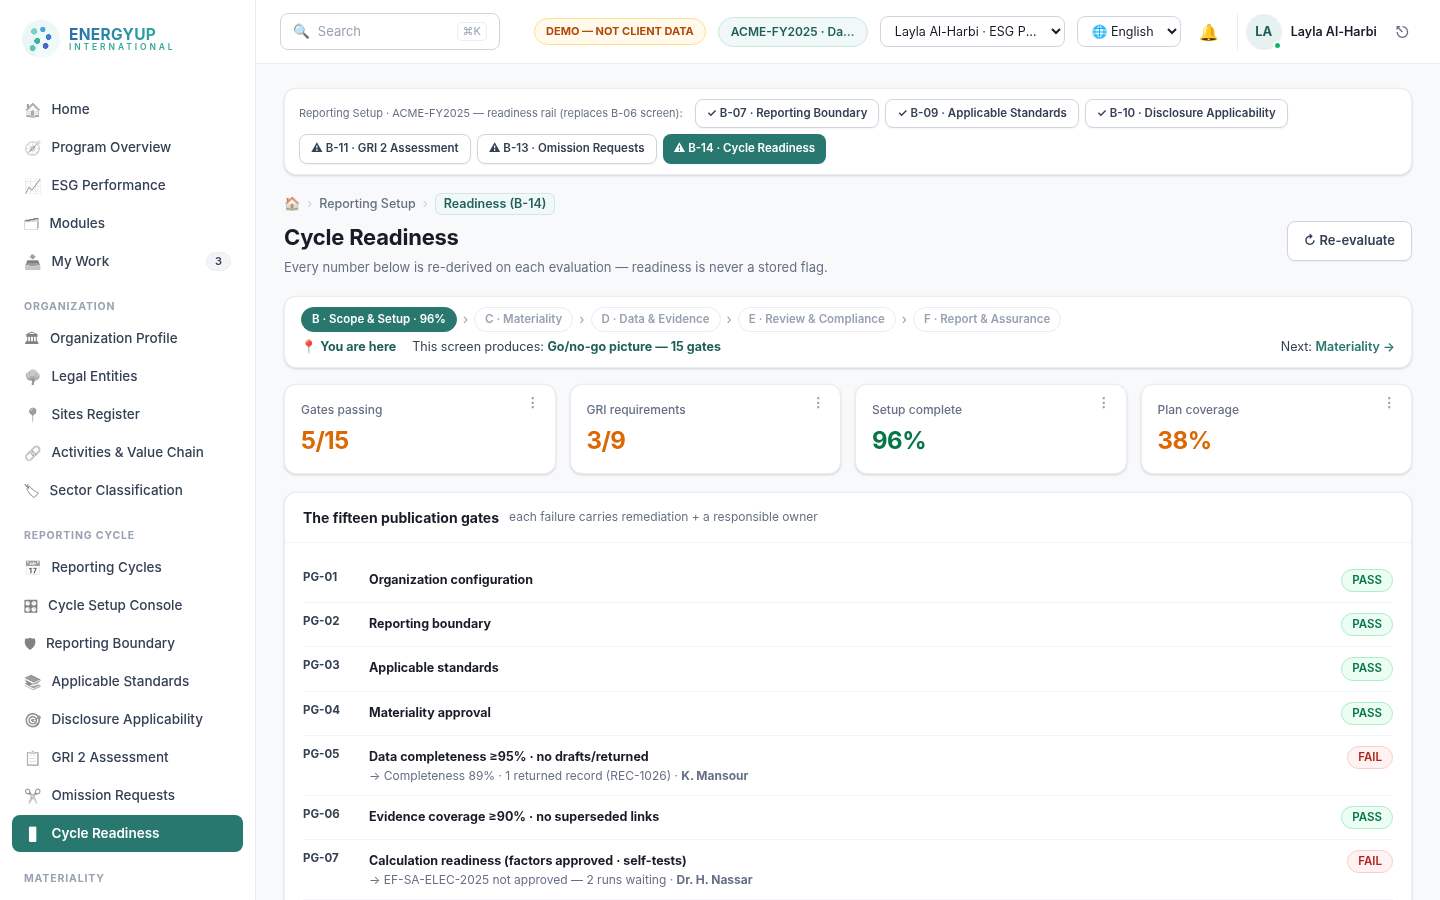 ENERGYUP
INTERNATIONAL
Home
Program Overview
ESG Performance
Modules
My Work 3
ORGANIZATION
Organization Profile
Legal Entities
Sites Register
Activities & Value Chain
Sector Classification
REPORTING CYCLE
Reporting Cycles
Cycle Setup Console
Reporting Boundary
Applicable Standards
Disclosure Applicability
GRI 2 Assessment
Omission Requests
Cycle Readiness
MATERIALITY
Search ⌘K
DEMO — NOT CLIENT DATA
ACME-FY2025 · Da...
Layla Al-Harbi · ESG P...
English
LA Layla Al-Harbi
Reporting Setup · ACME-FY2025 — readiness rail (replaces B-06 screen): ✓ B-07 · Reporting Boundary ✓ B-09 · Applicable Standards ✓ B-10 · Disclosure Applicability
⚠ B-11 · GRI 2 Assessment ⚠ B-13 · Omission Requests ⚠ B-14 · Cycle Readiness
› Reporting Setup › Readiness (B-14)
Cycle Readiness
Every number below is re-derived on each evaluation — readiness is never a stored flag.
↻ Re-evaluate
B · Scope & Setup · 96% › C · Materiality › D · Data & Evidence › E · Review & Compliance › F · Report & Assurance
You are here This screen produces: Go/no-go picture — 15 gates Next: Materiality →
Gates passing
5/15
GRI requirements
3/9
Setup complete
96%
Plan coverage
38%
The fifteen publication gates each failure carries remediation + a responsible owner
PG-01 Organization configuration PASS
PG-02 Reporting boundary PASS
PG-03 Applicable standards PASS
PG-04 Materiality approval PASS
PG-05 Data completeness ≥95% · no drafts/returned FAIL
→ Completeness 89% · 1 returned record (REC-1026) · K. Mansour
PG-06 Evidence coverage ≥90% · no superseded links PASS
PG-07 Calculation readiness (factors approved · self-tests) FAIL
→ EF-SA-ELEC-2025 not approved — 2 runs waiting · Dr. H. Nassar